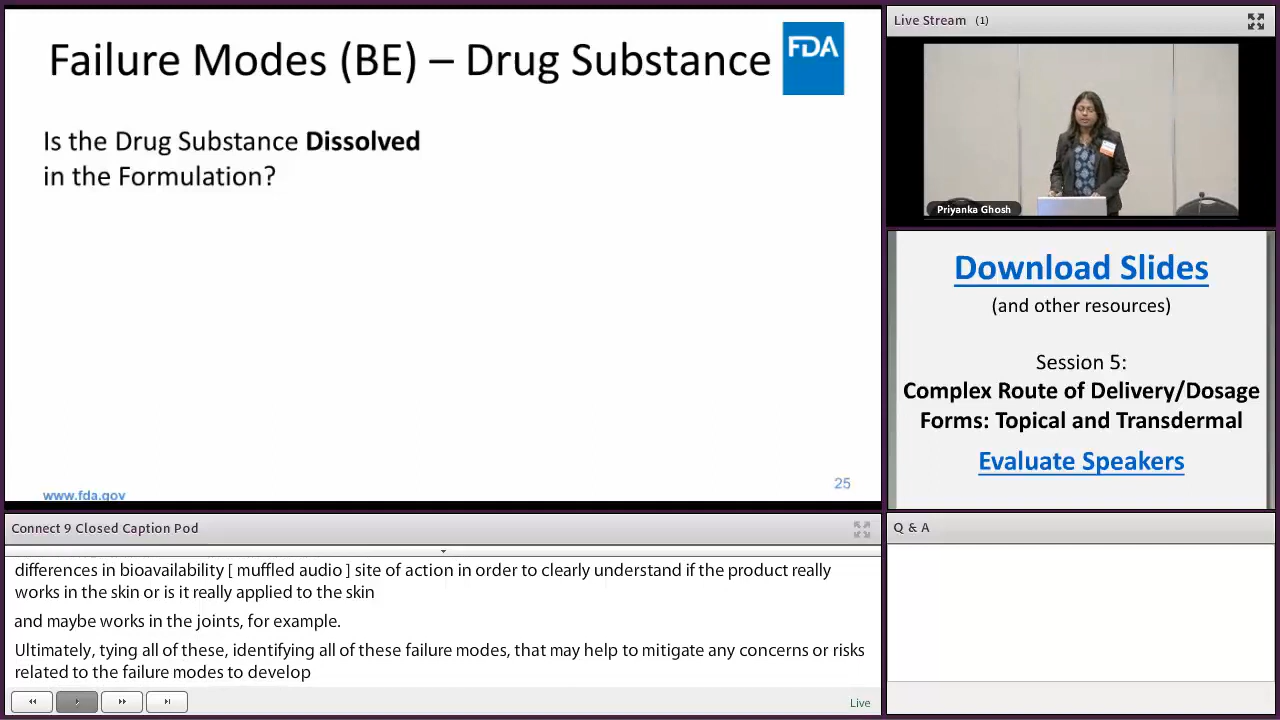 Failure Modes (BE) – Drug Substance
FDA
Is the Drug Substance Dissolved
in the Formulation?
www.fda.gov
25
Live Stream (1)
Priyanka Ghosh
Download Slides
(and other resources)
Session 5:
Complex Route of Delivery/Dosage
Forms: Topical and Transdermal
Evaluate Speakers
Connect 9 Closed Caption Pod
differences in bioavailability [ muffled audio ] site of action in order to clearly understand if the product really
works in the skin or is it really applied to the skin
and maybe works in the joints, for example.
Ultimately, tying all of these, identifying all of these failure modes, that may help to mitigate any concerns or risks
related to the failure modes to develop
Live
Q & A